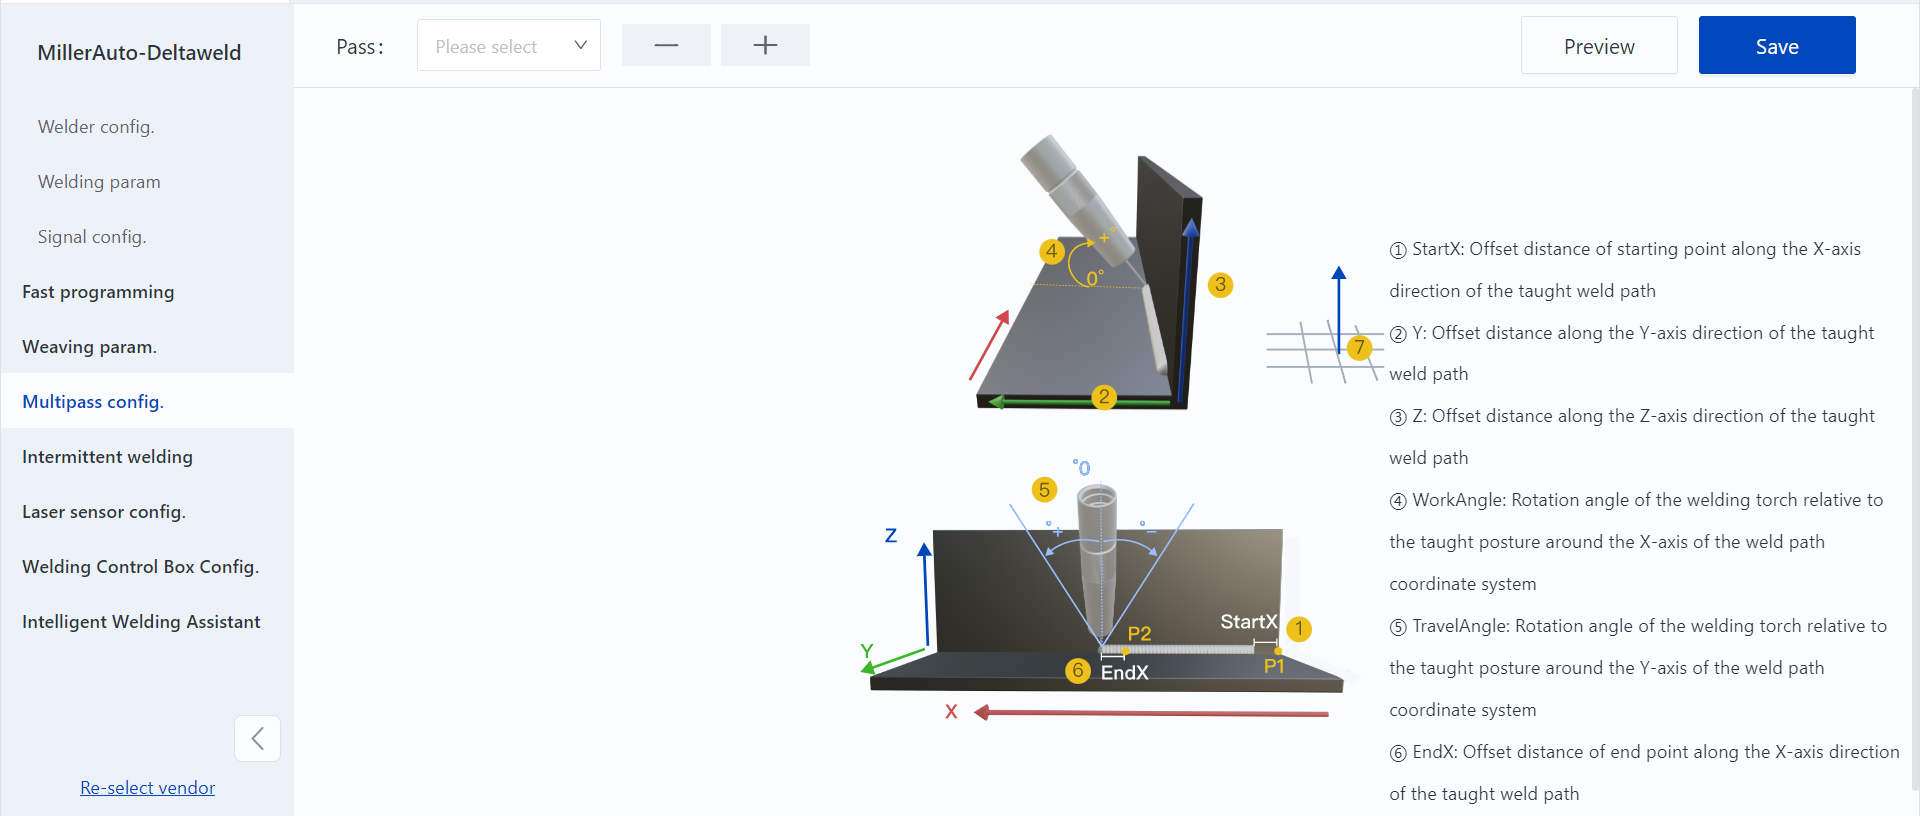 MillerAuto-Deltaweld
Welder config.
Welding param
Signal config.
Fast programming
Weaving param.
Multipass config.
Intermittent welding
Laser sensor config.
Welding Control Box Config.
Intelligent Welding Assistant
Re-select vendor
Pass:
Please select
Preview
Save
4
+°
0°
3
2
7
°0
5
°+
°−
Z
Y
X
StartX
1
P2
P1
6
EndX
① StartX: Offset distance of starting point along the X-axis
direction of the taught weld path
② Y: Offset distance along the Y-axis direction of the taught
weld path
③ Z: Offset distance along the Z-axis direction of the taught
weld path
④ WorkAngle: Rotation angle of the welding torch relative to
the taught posture around the X-axis of the weld path
coordinate system
⑤ TravelAngle: Rotation angle of the welding torch relative to
the taught posture around the Y-axis of the weld path
coordinate system
⑥ EndX: Offset distance of end point along the X-axis direction
of the taught weld path